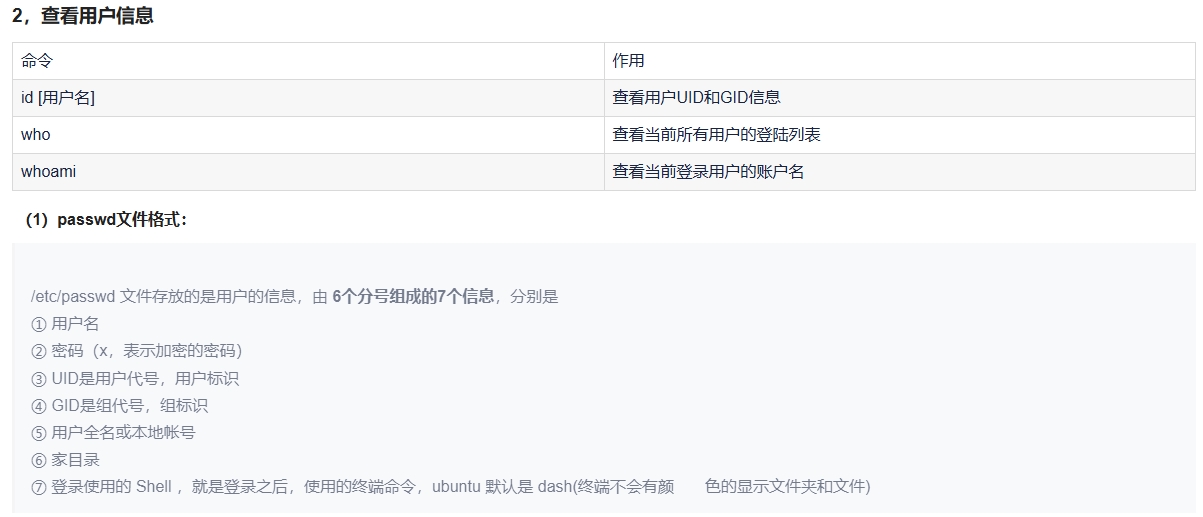 2，查看用户信息
命令 作用
id [用户名] 查看用户UID和GID信息
who 查看当前所有用户的登陆列表
whoami 查看当前登录用户的账户名
（1）passwd文件格式：
/etc/passwd 文件存放的是用户的信息，由 6个分号组成的7个信息，分别是
① 用户名
② 密码（x，表示加密的密码）
③ UID是用户代号，用户标识
④ GID是组代号，组标识
⑤ 用户全名或本地帐号
⑥ 家目录
⑦ 登录使用的 Shell ，就是登录之后，使用的终端命令，ubuntu 默认是 dash(终端不会有颜 色的显示文件夹和文件)